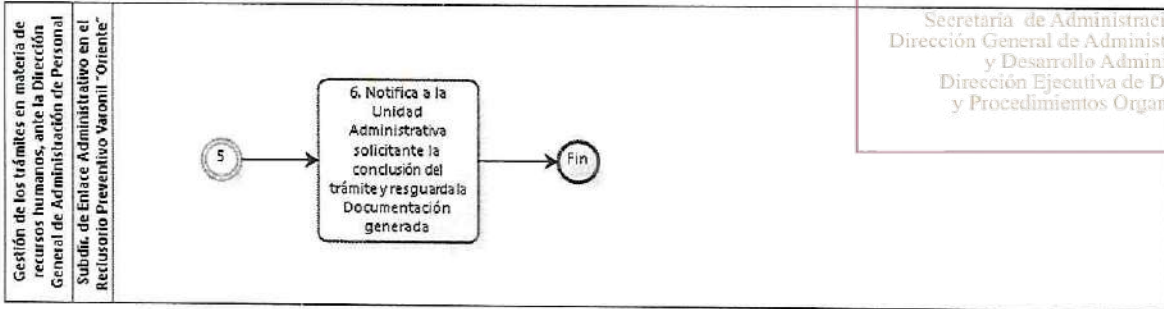 Gestión de los trámites en materia de
recursos humanos, ante la Dirección
General de Administración de Personal
Subdir. de Enlace Administrativo en el
Reclusorio Preventivo Varonil "Oriente"
5
6. Notifica a la
Unidad
Administrativa
solicitante la
conclusión del
trámite y resguarda la
Documentación
generada
Fin
Secretaría de Administraci
Dirección General de Administ
y Desarrollo Admini
Dirección Ejecutiva de D
y Procedimientos Organ